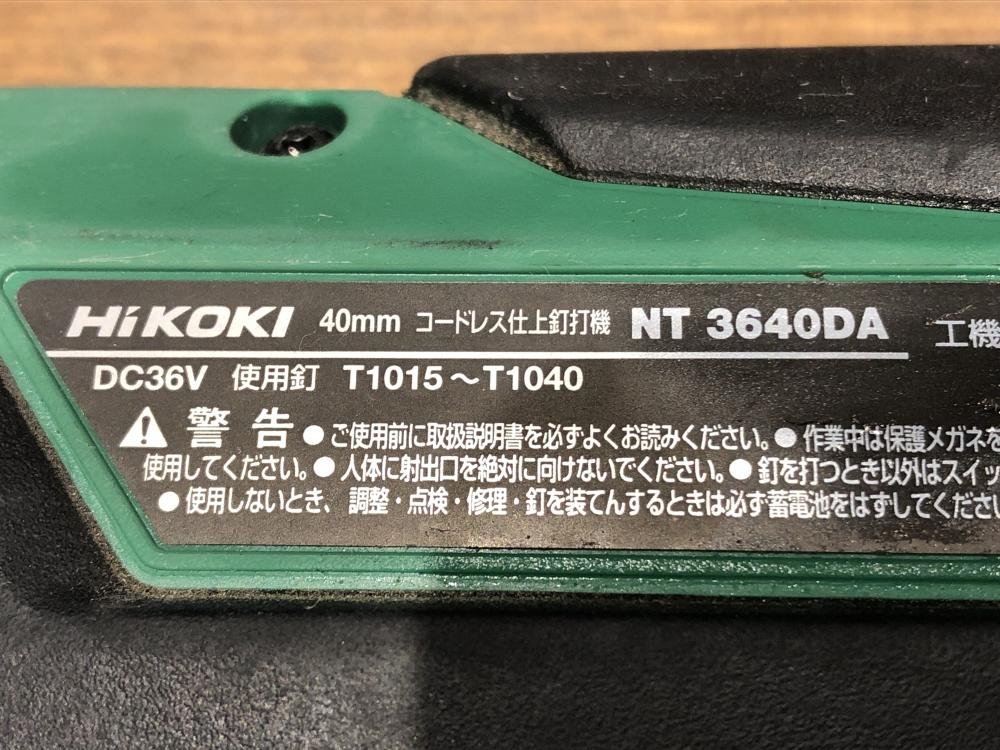 HiKOKI 40mm コードレス仕上釘打機 NT 3640DA 工機
DC36V 使用釘 T1015～T1040
警告 ●ご使用前に取扱説明書を必ずよくお読みください。●作業中は保護メガネを
使用してください。●人体に射出口を絶対に向けないでください。●釘を打つとき以外はスイッ
●使用しないとき、調整・点検・修理・釘を装てんするときは必ず蓄電池をはずしてください